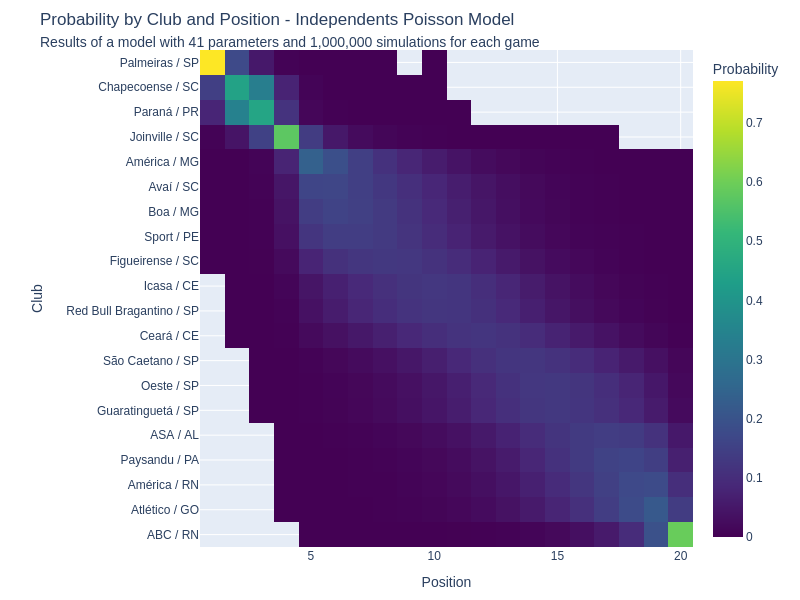 Probability by Club and Position - Independents Poisson Model
Results of a model with 41 parameters and 1,000,000 simulations for each game
Probability
Palmeiras / SP
Chapecoense / SC
Paraná / PR
Joinville / SC
América / MG
Avaí / SC
Boa / MG
Sport / PE
Figueirense / SC
Icasa / CE
Red Bull Bragantino / SP
Ceará / CE
São Caetano / SP
Oeste / SP
Guaratinguetá / SP
ASA / AL
Paysandu / PA
América / RN
Atlético / GO
ABC / RN
Club
5
10
15
20
Position
0.7
0.6
0.5
0.4
0.3
0.2
0.1
0